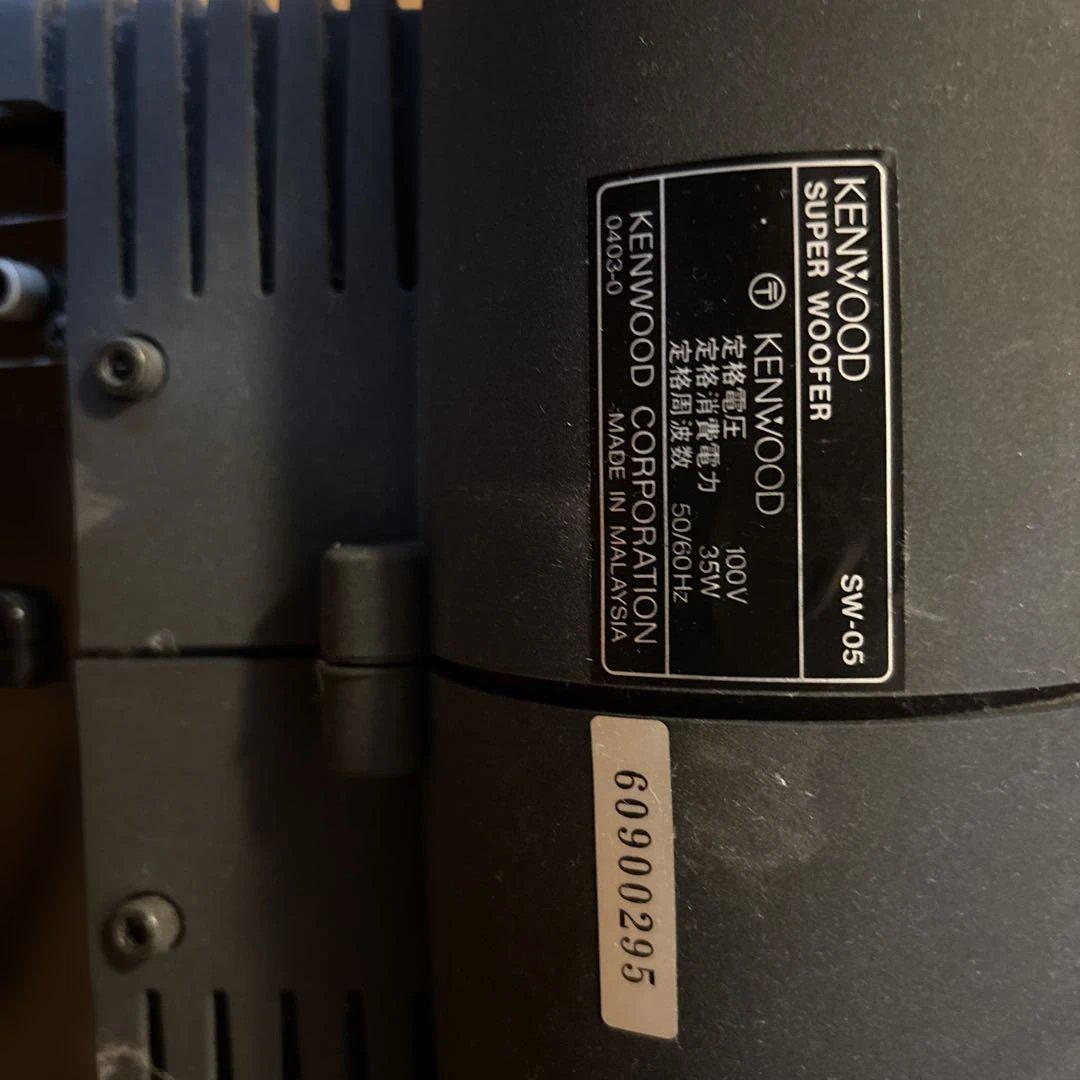 KENWOOD
SUPER WOOFER SW-05
〒 KENWOOD
定格電圧 100V
定格消費電力 35W
定格周波数 50/60Hz
KENWOOD CORPORATION
0403-0 -MADE IN MALAYSIA
60900295